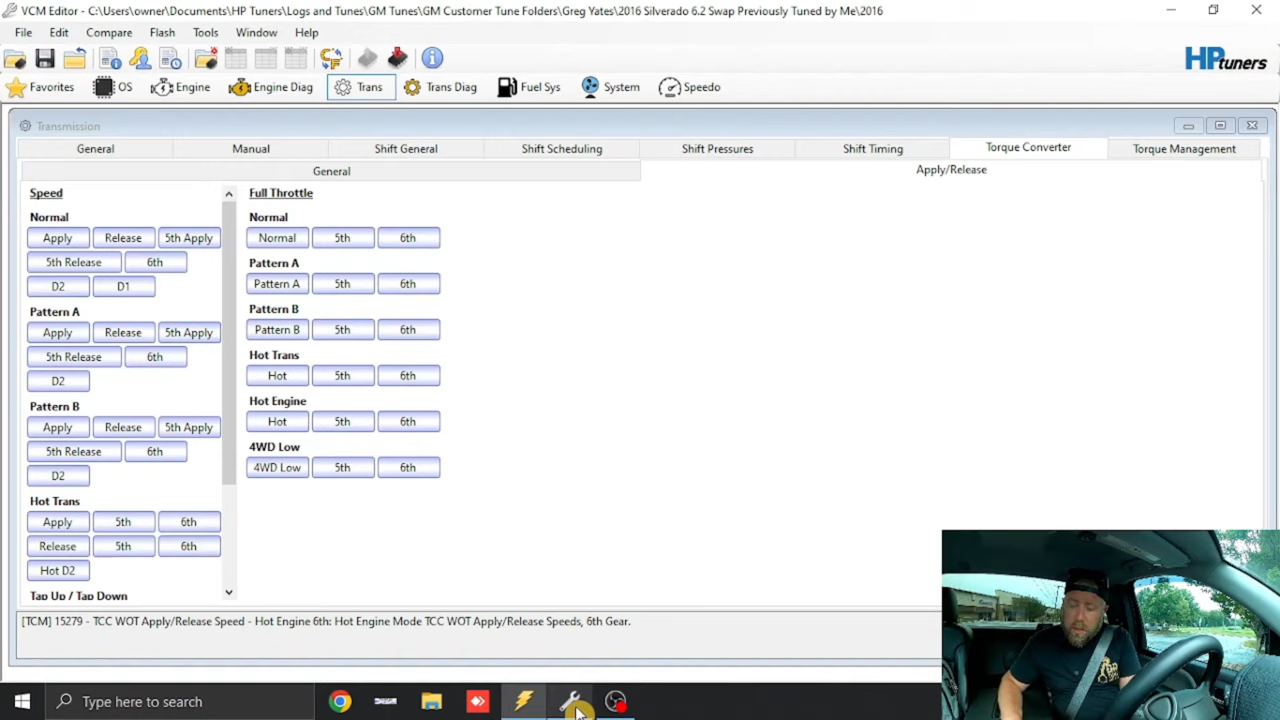 VCM Editor - C:\Users\owner\Documents\HP Tuners\Logs and Tunes\GM Tunes\GM Customer Tune Folders\Greg Yates\2016 Silverado 6.2 Swap Previously Tuned by Me\2016
File Edit Compare Flash Tools Window Help
HPtuners
Favorites OS Engine Engine Diag Trans Trans Diag Fuel Sys System Speedo
Transmission
General Manual Shift General Shift Scheduling Shift Pressures Shift Timing Torque Converter Torque Management
General Apply/Release
Speed Full Throttle
Normal Normal
Apply Release 5th Apply Normal 5th 6th
5th Release 6th Pattern A
D2 D1 Pattern A 5th 6th
Pattern A Pattern B
Apply Release 5th Apply Pattern B 5th 6th
5th Release 6th Hot Trans
D2 Hot 5th 6th
Pattern B Hot Engine
Apply Release 5th Apply Hot 5th 6th
5th Release 6th 4WD Low
D2 4WD Low 5th 6th
Hot Trans
Apply 5th 6th
Release 5th 6th
Hot D2
Tap Up / Tap Down
[TCM] 15279 - TCC WOT Apply/Release Speed - Hot Engine 6th: Hot Engine Mode TCC WOT Apply/Release Speeds, 6th Gear.
Type here to search